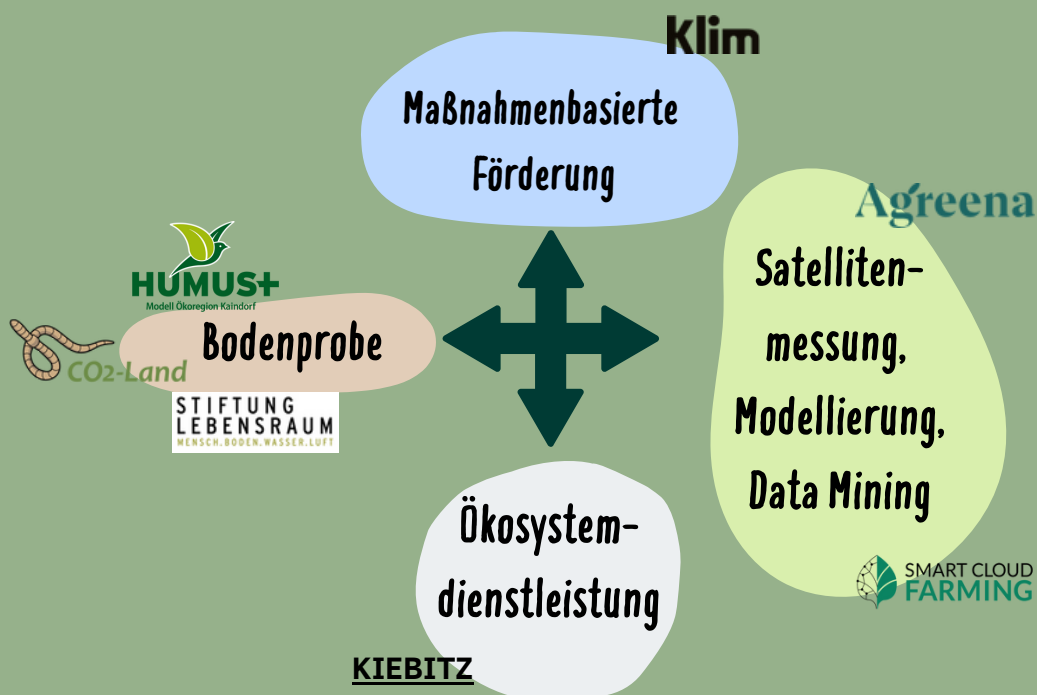 Klim
Maßnahmenbasierte
Förderung
Agreena
Satelliten-
messung,
Modellierung,
Data Mining
SMART CLOUD
FARMING
HUMUS+
Modell Ökoregion Kaindorf
Bodenprobe
CO2-Land
STIFTUNG
LEBENSRAUM
MENSCH.BODEN.WASSER.LUFT
Ökosystem-
dienstleistung
KIEBITZ